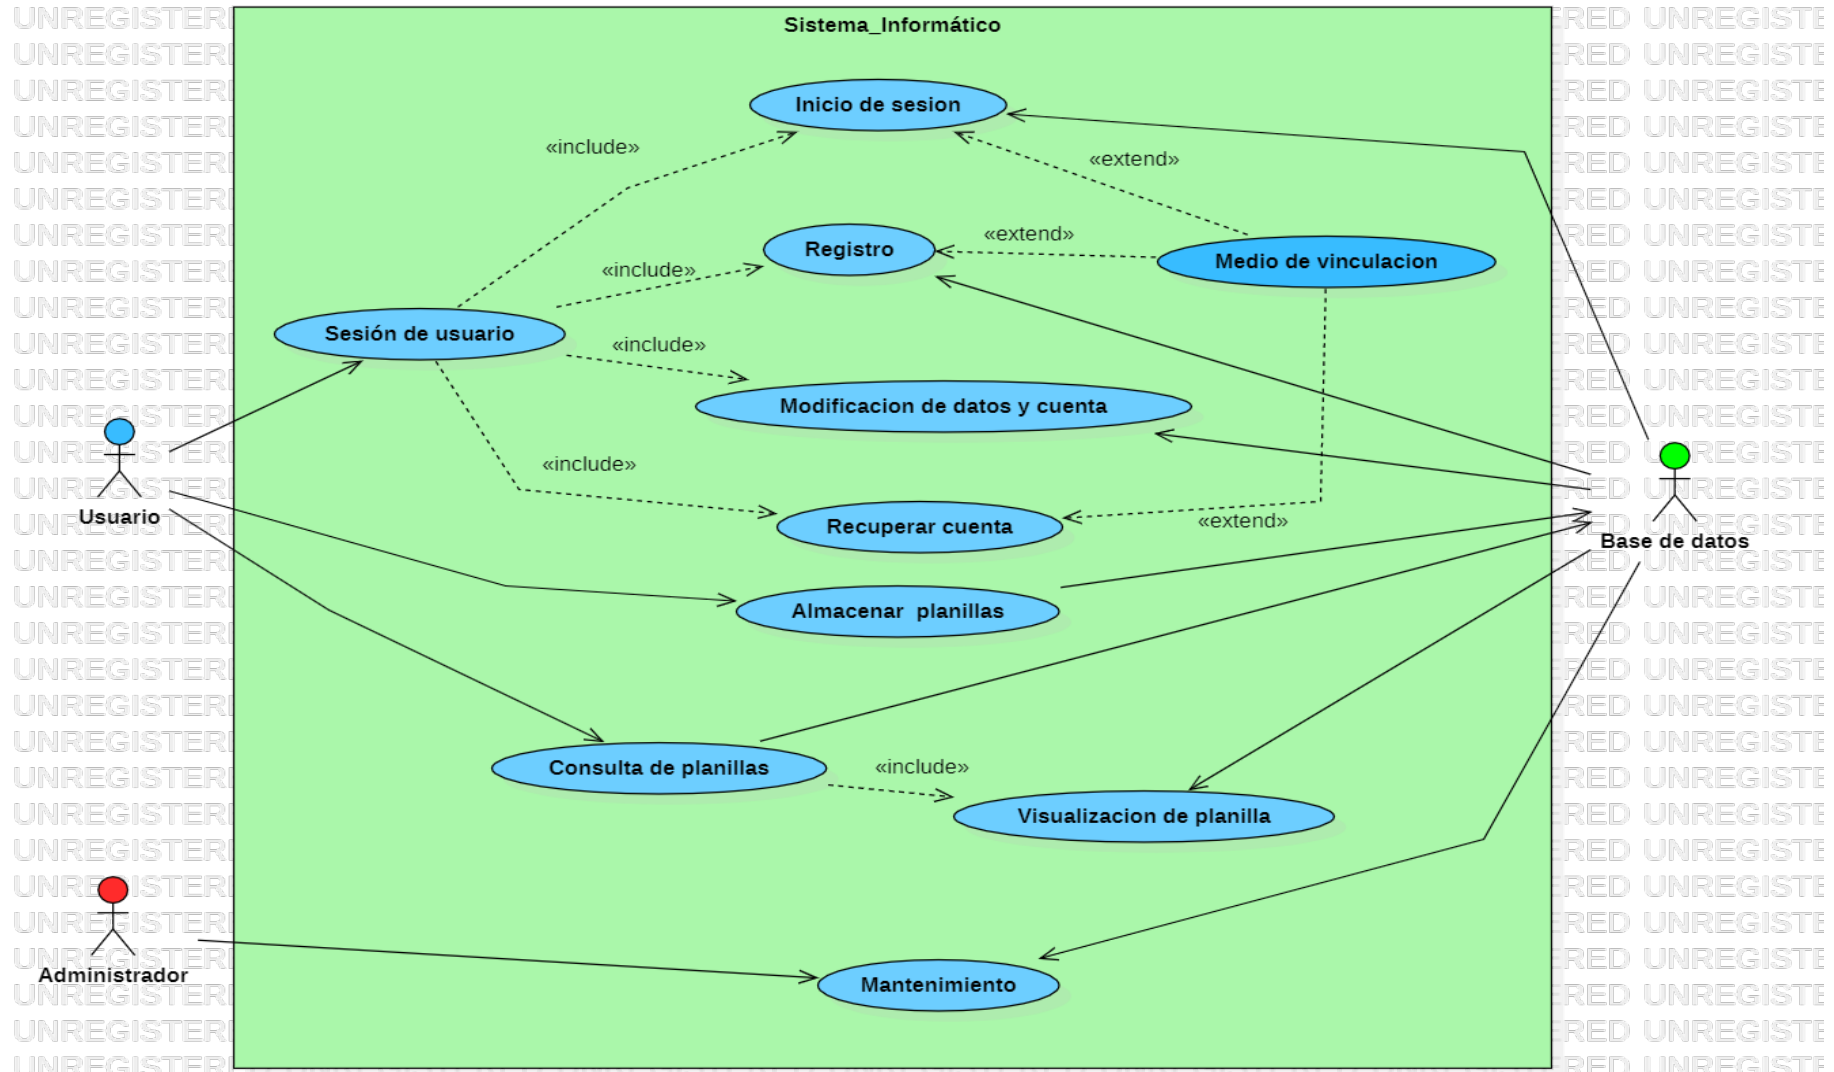 Sistema_Informático
Inicio de sesion
«include»
«extend»
Registro
«extend»
Medio de vinculacion
«include»
Sesión de usuario
«include»
Modificacion de datos y cuenta
«include»
Usuario
Recuperar cuenta
«extend»
Base de datos
Almacenar planillas
Consulta de planillas
«include»
Visualizacion de planilla
Administrador
Mantenimiento
UNREGISTERED